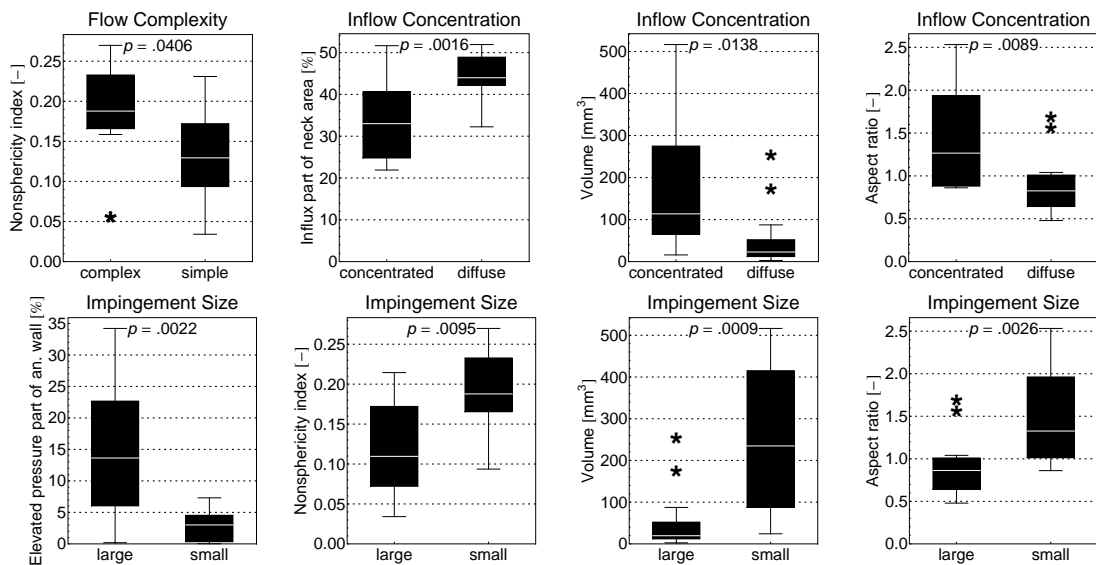 Flow Complexity
p = .0406
Nonsphericity index [−]
0.25
0.20
0.15
0.10
0.05
0.00
complex simple
Inflow Concentration
p = .0016
Influx part of neck area [%]
50
40
30
20
10
0
concentrated diffuse
Inflow Concentration
p = .0138
Volume [mm³]
500
400
300
200
100
0
concentrated diffuse
Inflow Concentration
p = .0089
Aspect ratio [−]
2.5
2.0
1.5
1.0
0.5
0.0
concentrated diffuse
Impingement Size
p = .0022
Elevated pressure part of an. wall [%]
35
30
25
20
15
10
5
0
large small
Impingement Size
p = .0095
Nonsphericity index [−]
0.25
0.20
0.15
0.10
0.05
0.00
large small
Impingement Size
p = .0009
Volume [mm³]
500
400
300
200
100
0
large small
Impingement Size
p = .0026
Aspect ratio [−]
2.5
2.0
1.5
1.0
0.5
0.0
large small